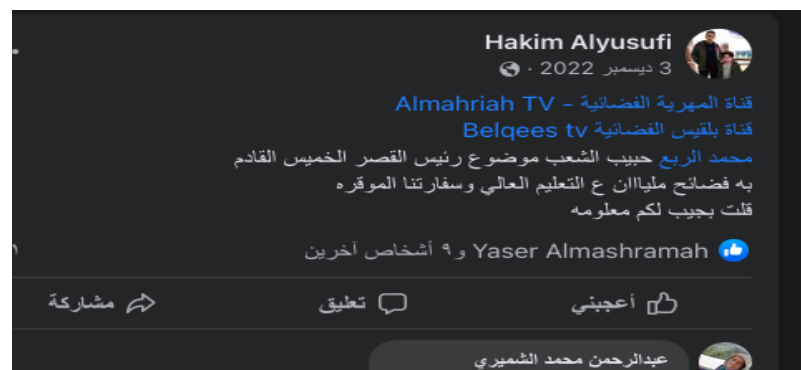 Hakim Alyusufi
3 ديسمبر 2022 ·
قناة المهرية الفضائية - Almahriah TV
قناة بلقيس الفضائية Belqees tv
محمد الربع حبيب الشعب موضوع رئيس القصر الخميس القادم
به فضائح ملياان ع التعليم العالي وسفارتنا الموقره
قلت بجيب لكم معلومه
Yaser Almashramah و٩ أشخاص آخرين
١
أعجبني
تعليق
مشاركة
عبدالرحمن محمد الشميري